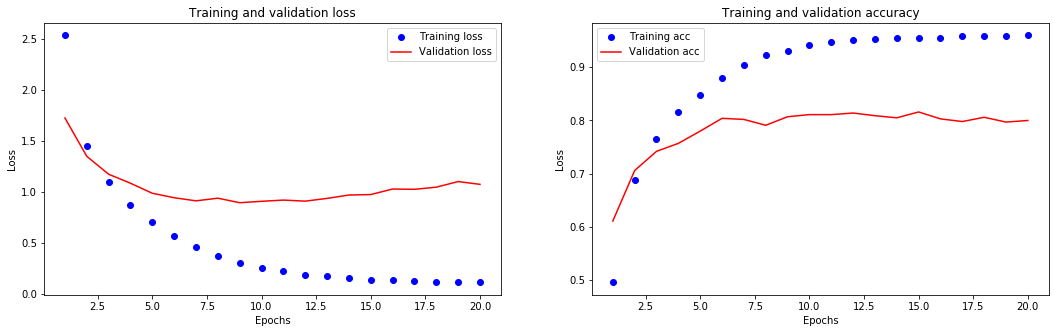 Training and validation loss
Training loss
Validation loss
Loss
2.5
2.0
1.5
1.0
0.5
0.0
2.5 5.0 7.5 10.0 12.5 15.0 17.5 20.0
Epochs
Training and validation accuracy
Training acc
Validation acc
Loss
0.9
0.8
0.7
0.6
0.5
2.5 5.0 7.5 10.0 12.5 15.0 17.5 20.0
Epochs